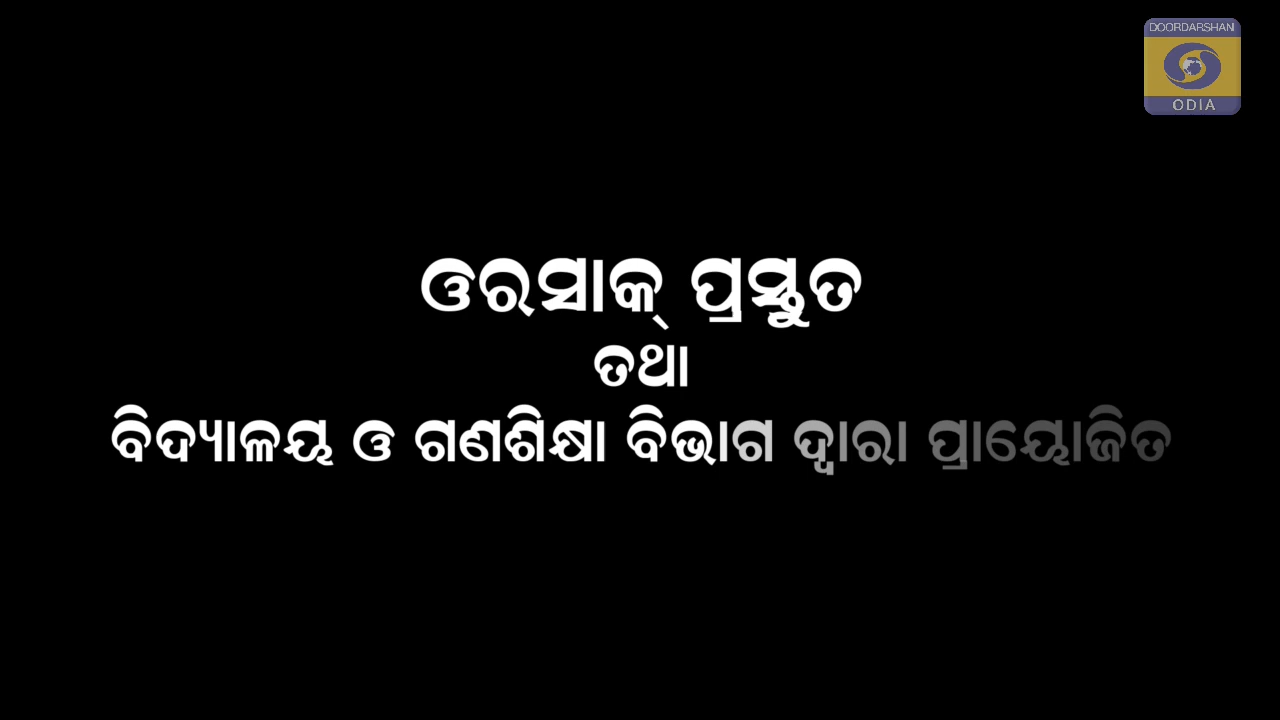 DOORDARSHAN
ODIA
ଓରସାକ୍ ପ୍ରସ୍ତୁତ
ତଥା
ବିଦ୍ୟାଳୟ ଓ ଗଣଶିକ୍ଷା ବିଭାଗ ଦ୍ୱାରା ପ୍ରାୟୋଜିତ